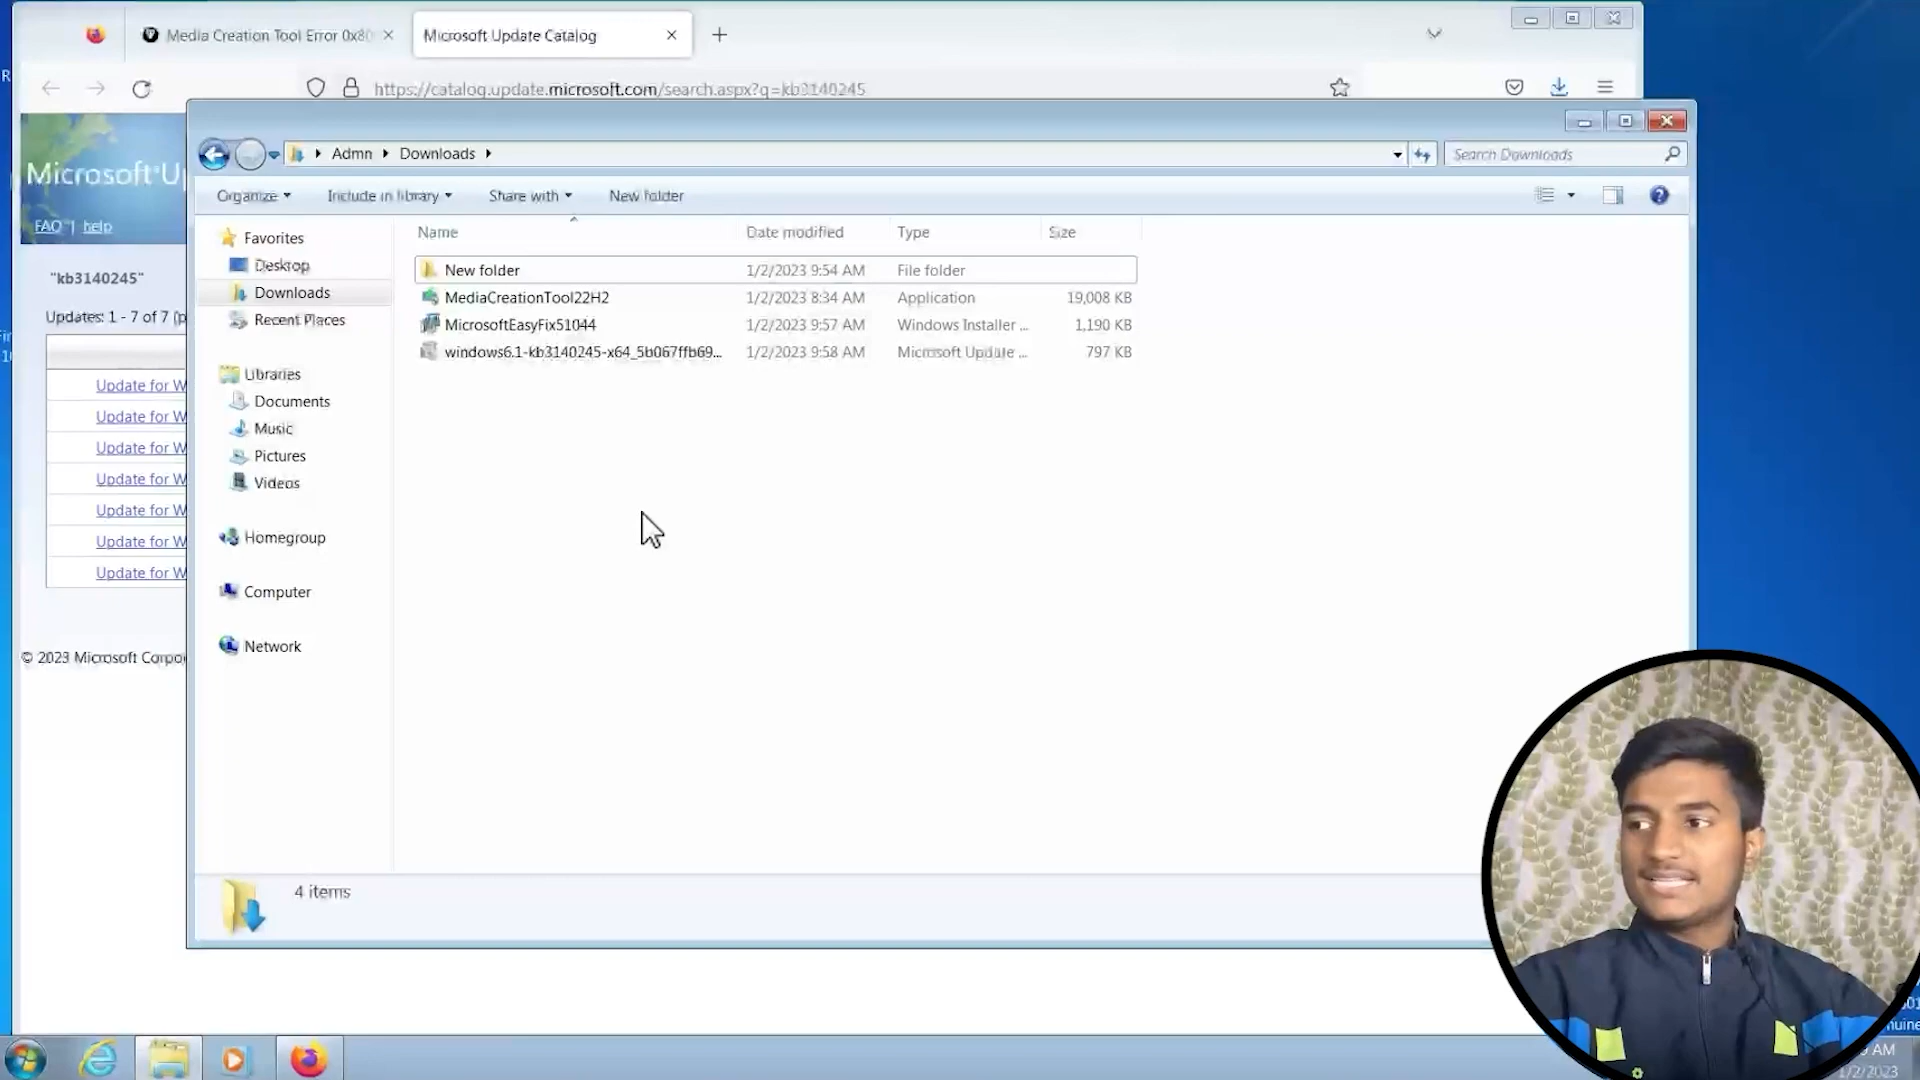 Media Creation Tool Error 0x80
Microsoft Update Catalog
https://catalog.update.microsoft.com/search.aspx?q=kb3140245
Microsoft Up
FAQ | help
"kb3140245"
Updates: 1 - 7 of 7 (p
Update for W
Update for W
Update for W
Update for W
Update for W
Update for W
Update for W
© 2023 Microsoft Corpo
Admn Downloads
Search Downloads
Organize Include in library Share with New folder
Favorites
Desktop
Downloads
Recent Places
Libraries
Documents
Music
Pictures
Videos
Homegroup
Computer
Network
Name Date modified Type Size
New folder 1/2/2023 9:54 AM File folder
MediaCreationTool22H2 1/2/2023 8:34 AM Application 19,008 KB
MicrosoftEasyFix51044 1/2/2023 9:57 AM Windows Installer ... 1,190 KB
windows6.1-kb3140245-x64_5b067ffb69... 1/2/2023 9:58 AM Microsoft Update ... 797 KB
4 items
AM
1/2/2023